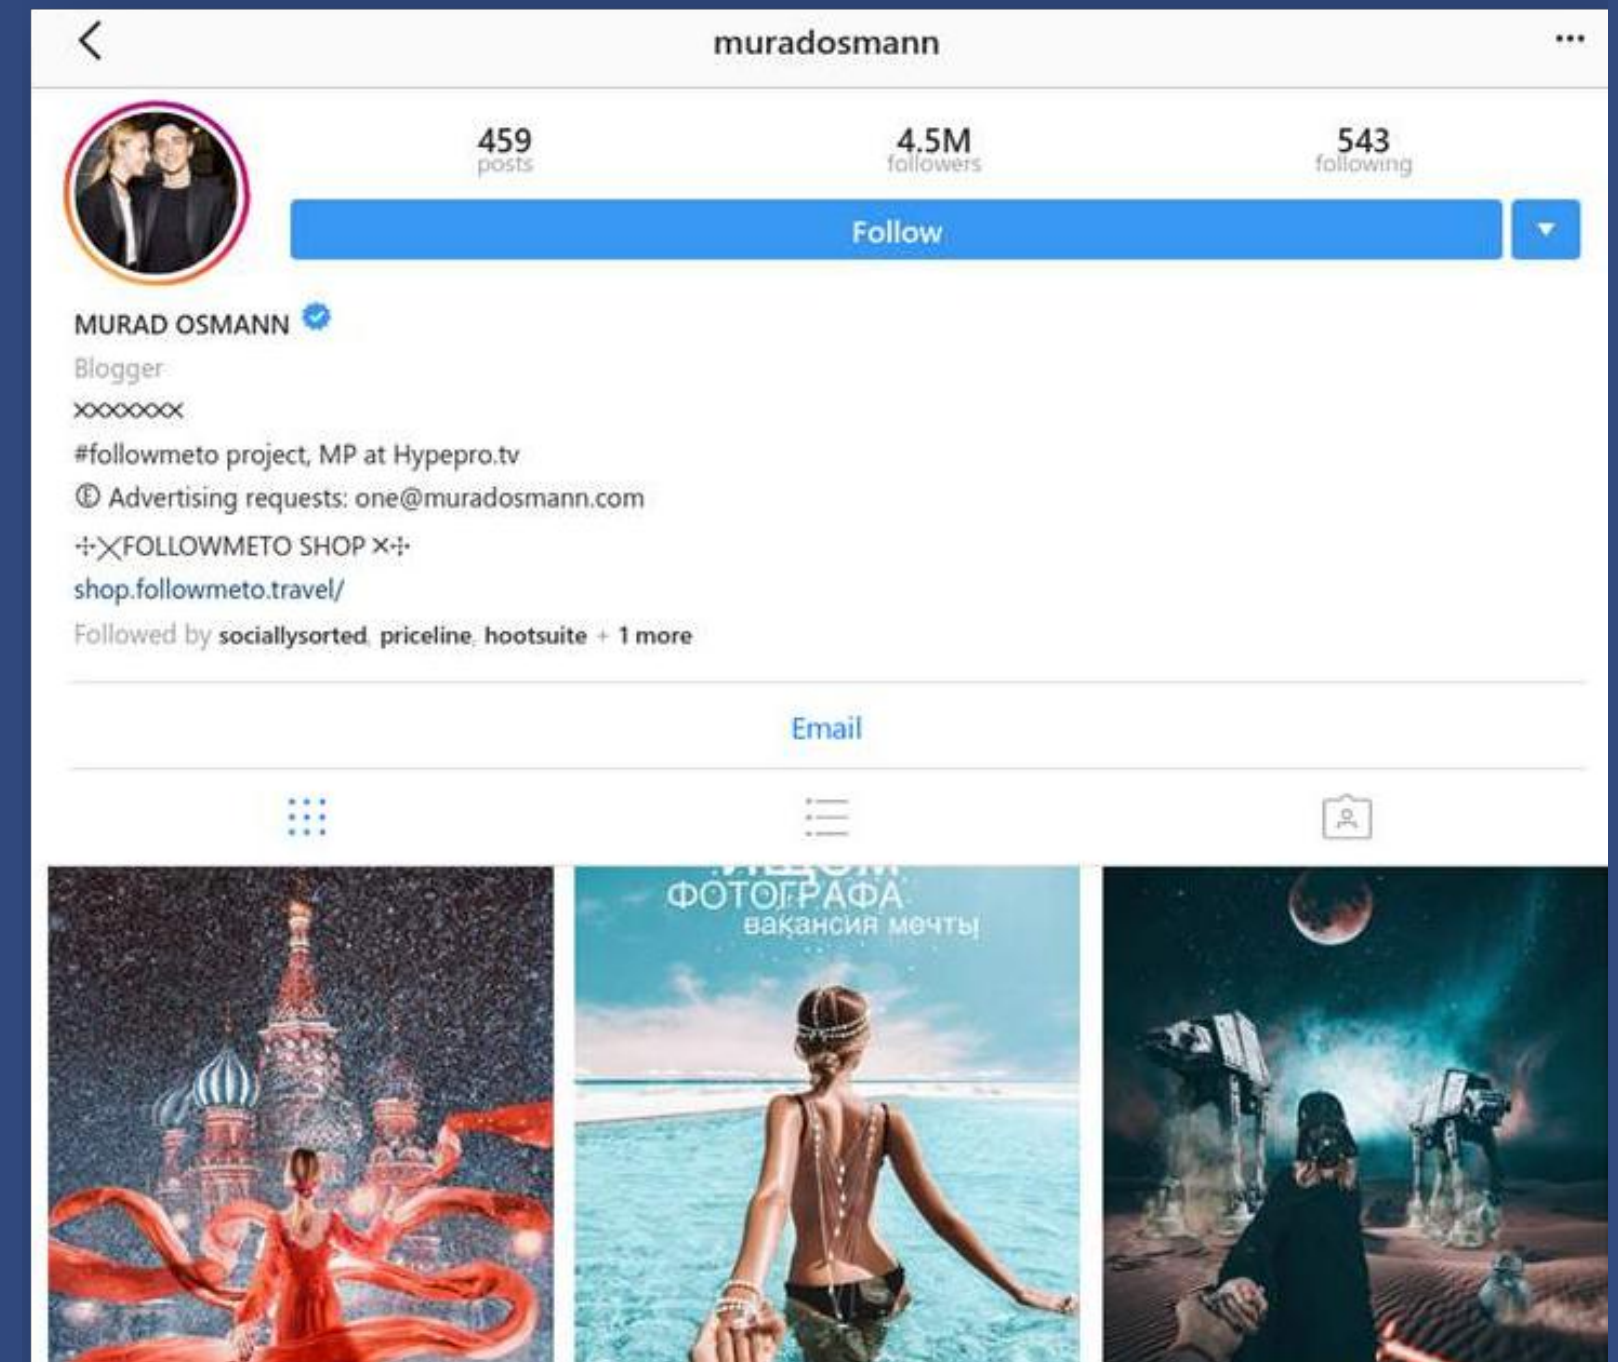 muradosmann
459
posts
4.5M
followers
543
following
Follow
MURAD OSMANN
Blogger
xxxxxxx
#followmeto project, MP at Hypepro.tv
Advertising requests: one@muradosmann.com
FOLLOWMETO SHOP
shop.followmeto.travel/
Followed by sociallysorted, priceline, hootsuite + 1 more
Email
ФОТОГРАФА
вакансия мечты